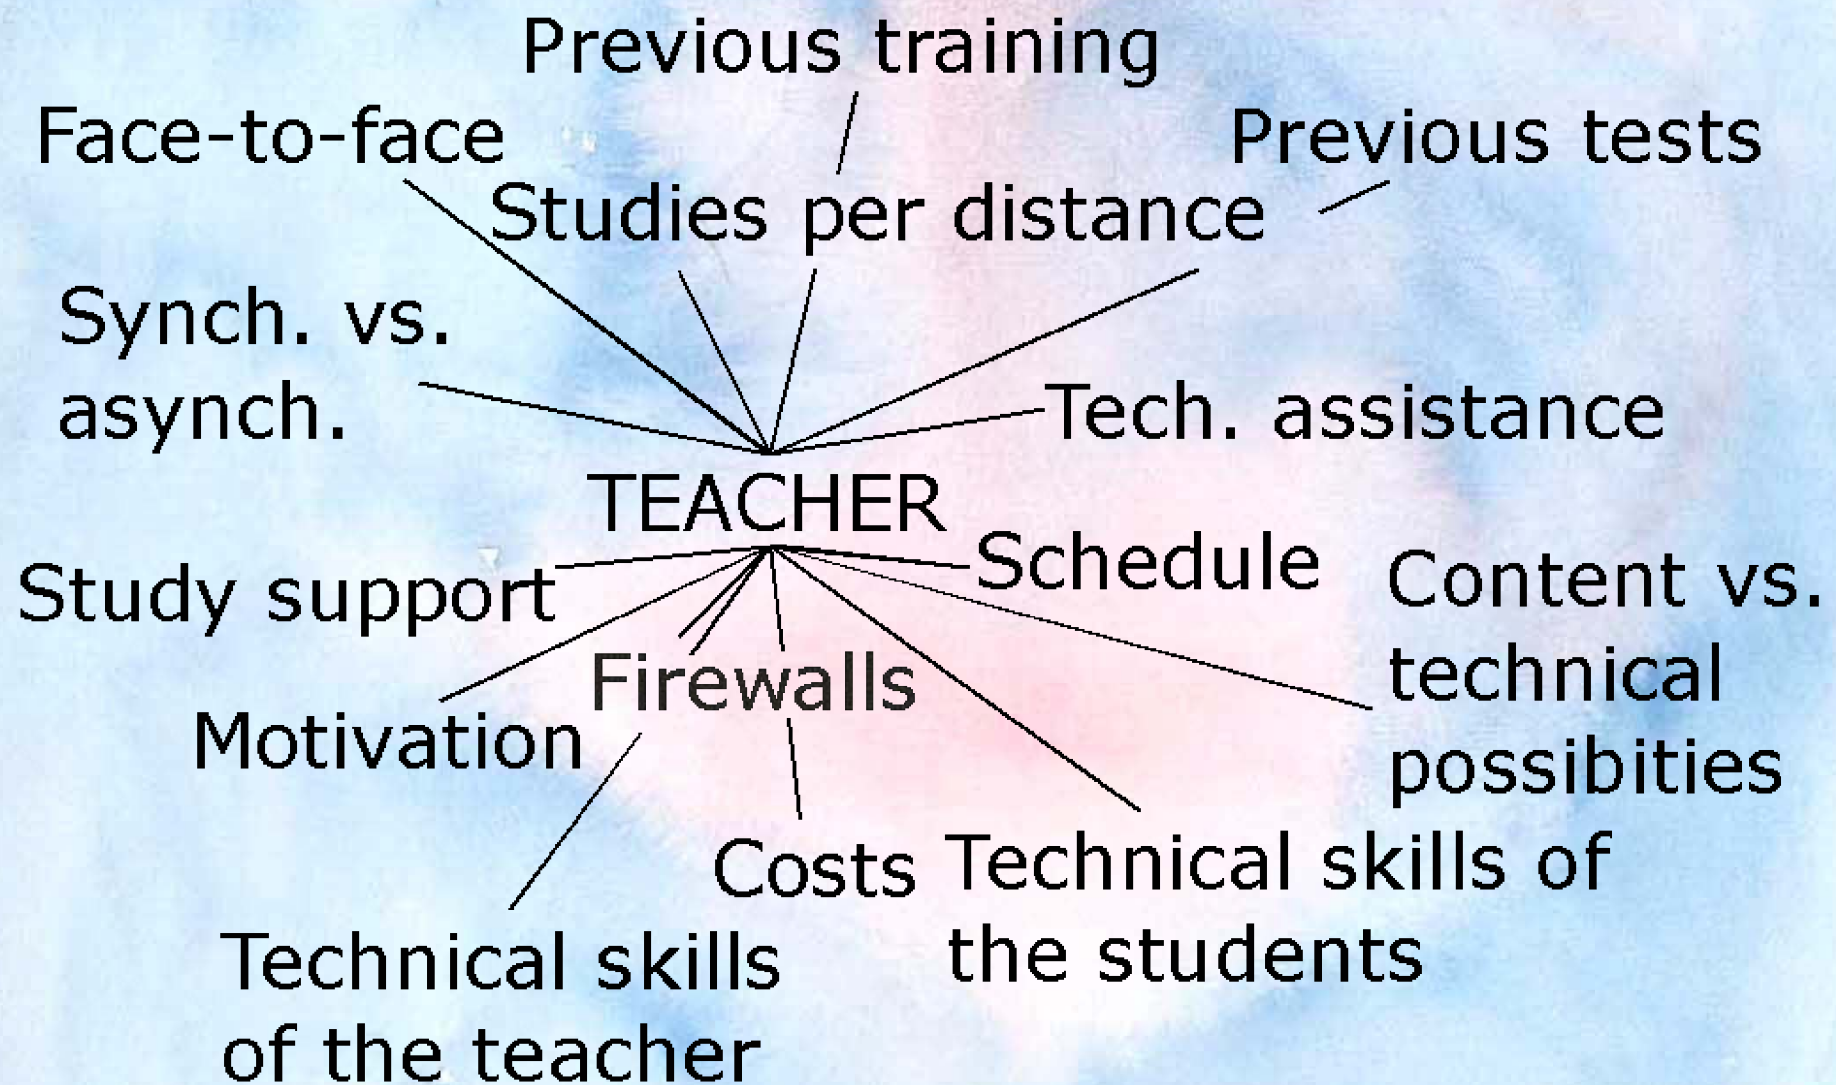 Previous training
Face-to-face
Previous tests
Studies per distance
Synch. vs.
asynch.
Tech. assistance
TEACHER
Study support
Schedule
Content vs.
technical
possibities
Firewalls
Motivation
Costs
Technical skills of
the students
Technical skills
of the teacher